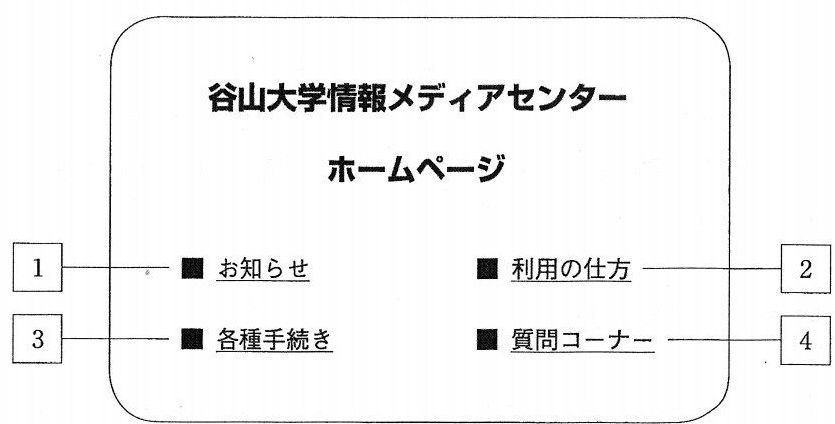 谷山大学情報メディアセンター
ホームページ
1 ■ お知らせ ■ 利用の仕方 2
3 ■ 各種手続き ■ 質問コーナー 4